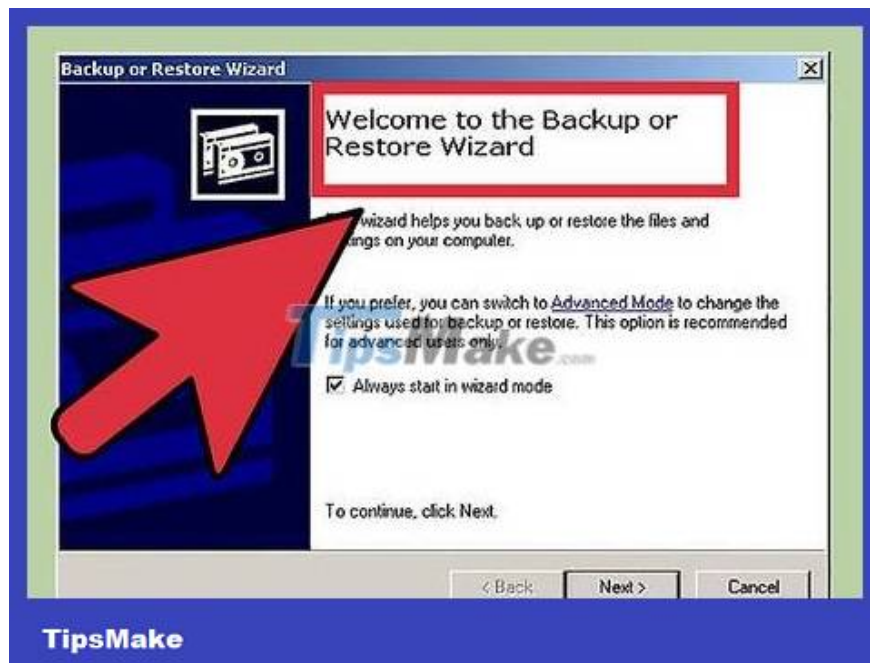 Backup or Restore Wizard
Welcome to the Backup or
Restore Wizard
wizard helps you back up or restore the files and
on your computer.
If you prefer, you can switch to Advanced Mode to change the
settings used for backup or restore. This option is recommended
for advanced users only.
TipsMake.com
Always start in wizard mode
To continue, click Next.
< Back
Next >
Cancel
TipsMake